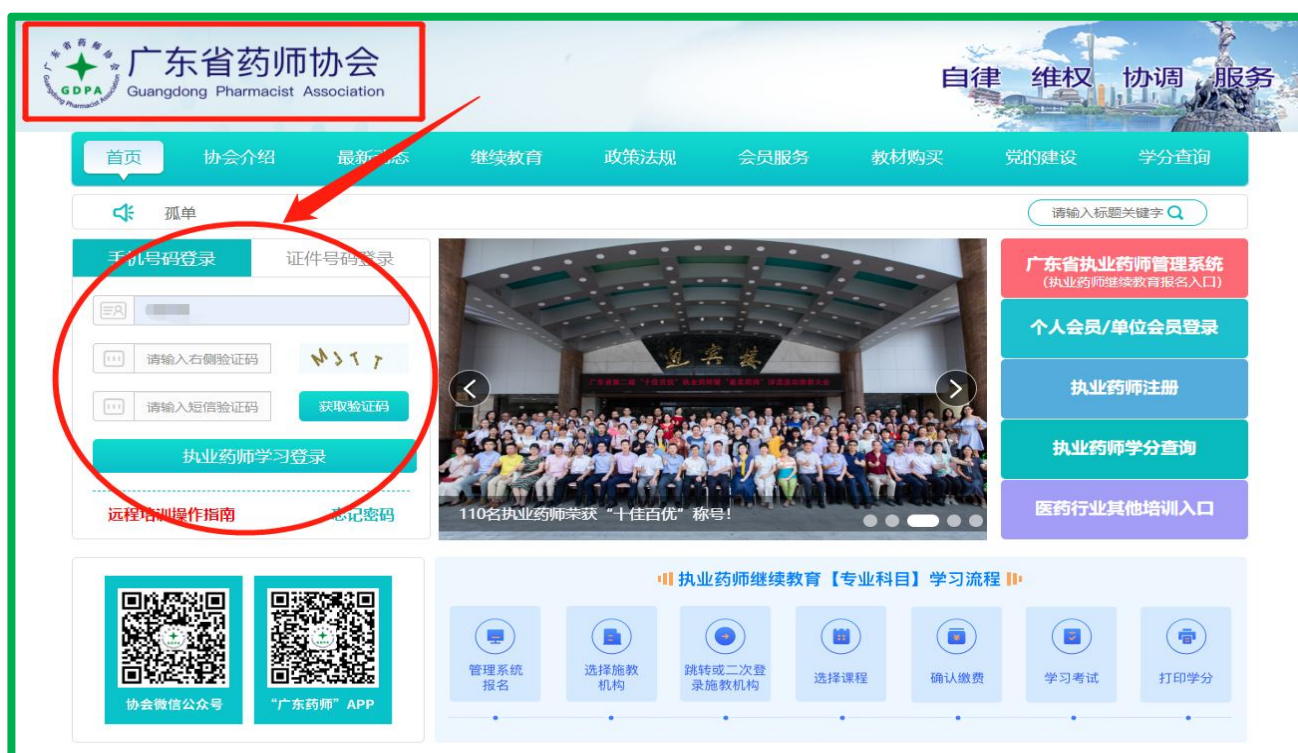 广东省药师协会
Guangdong Pharmacist Association
GDPA
自律 维权 协调 服务
首页 协会介绍 最新动态 继续教育 政策法规 会员服务 教材购买 党的建设 学分查询
孤单
请输入标题关键字
手机号码登录 证件号码登录
请输入右侧验证码
请输入短信验证码 获取验证码
执业药师学习登录
远程培训操作指南 忘记密码
迎宾楼
110名执业药师荣获“十佳百优”称号!
广东省执业药师管理系统
(执业药师继续教育报名入口)
个人会员/单位会员登录
执业药师注册
执业药师学分查询
医药行业其他培训入口
协会微信公众号 “广东药师”APP
执业药师继续教育【专业科目】学习流程
管理系统报名
选择施教机构
跳转或二次登录施教机构
选择课程
确认缴费
学习考试
打印学分